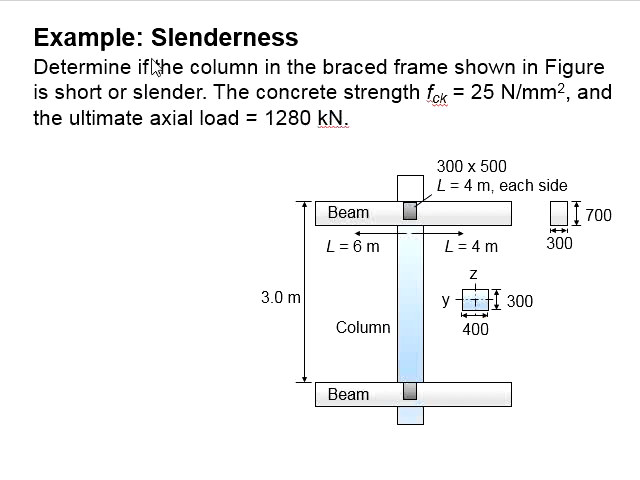 Example: Slenderness
Determine if the column in the braced frame shown in Figure
is short or slender. The concrete strength fck = 25 N/mm², and
the ultimate axial load = 1280 kN.
300 x 500
L = 4 m, each side
Beam
700
L = 6 m
L = 4 m
300
z
3.0 m
y
300
Column
400
Beam